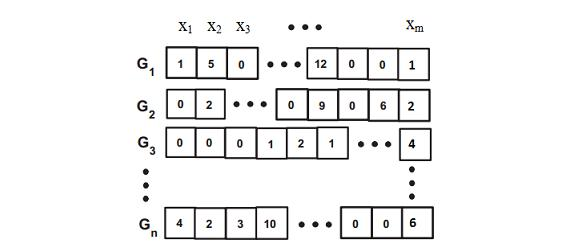 X1 X2 X3 ••• Xm
G1 1 5 0 ••• 12 0 0 1
G2 0 2 ••• 0 9 0 6 2
G3 0 0 0 1 2 1 ••• 4
Gn 4 2 3 10 ••• 0 0 6